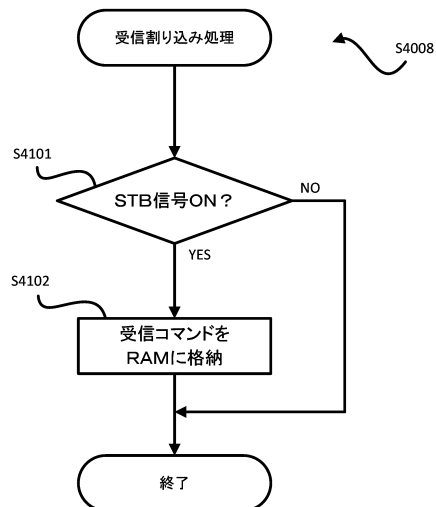 受信割り込み処理
S4008
S4101
STB信号ON？
NO
YES
S4102
受信コマンドを
RAMに格納
終了